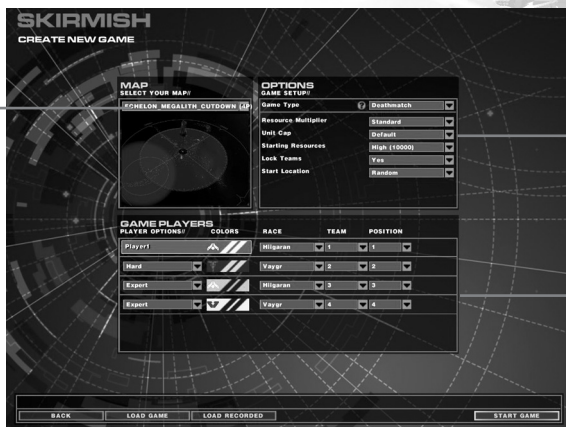 SKIRMISH
CREATE NEW GAME
MAP
SELECT YOUR MAP//
ECHELON_MEGALITH_CUTDOWN (4P)
OPTIONS
GAME SETUP//
Game Type ? Deathmatch
Resource Multiplier Standard
Unit Cap Default
Starting Resources High (10000)
Lock Teams Yes
Start Location Random
GAME PLAYERS
PLAYER OPTIONS// COLORS RACE TEAM POSITION
Player1 Hiigaran 1 1
Hard Vaygr 2 2
Expert Hiigaran 3 3
Expert Vaygr 4 4
BACK LOAD GAME LOAD RECORDED START GAME